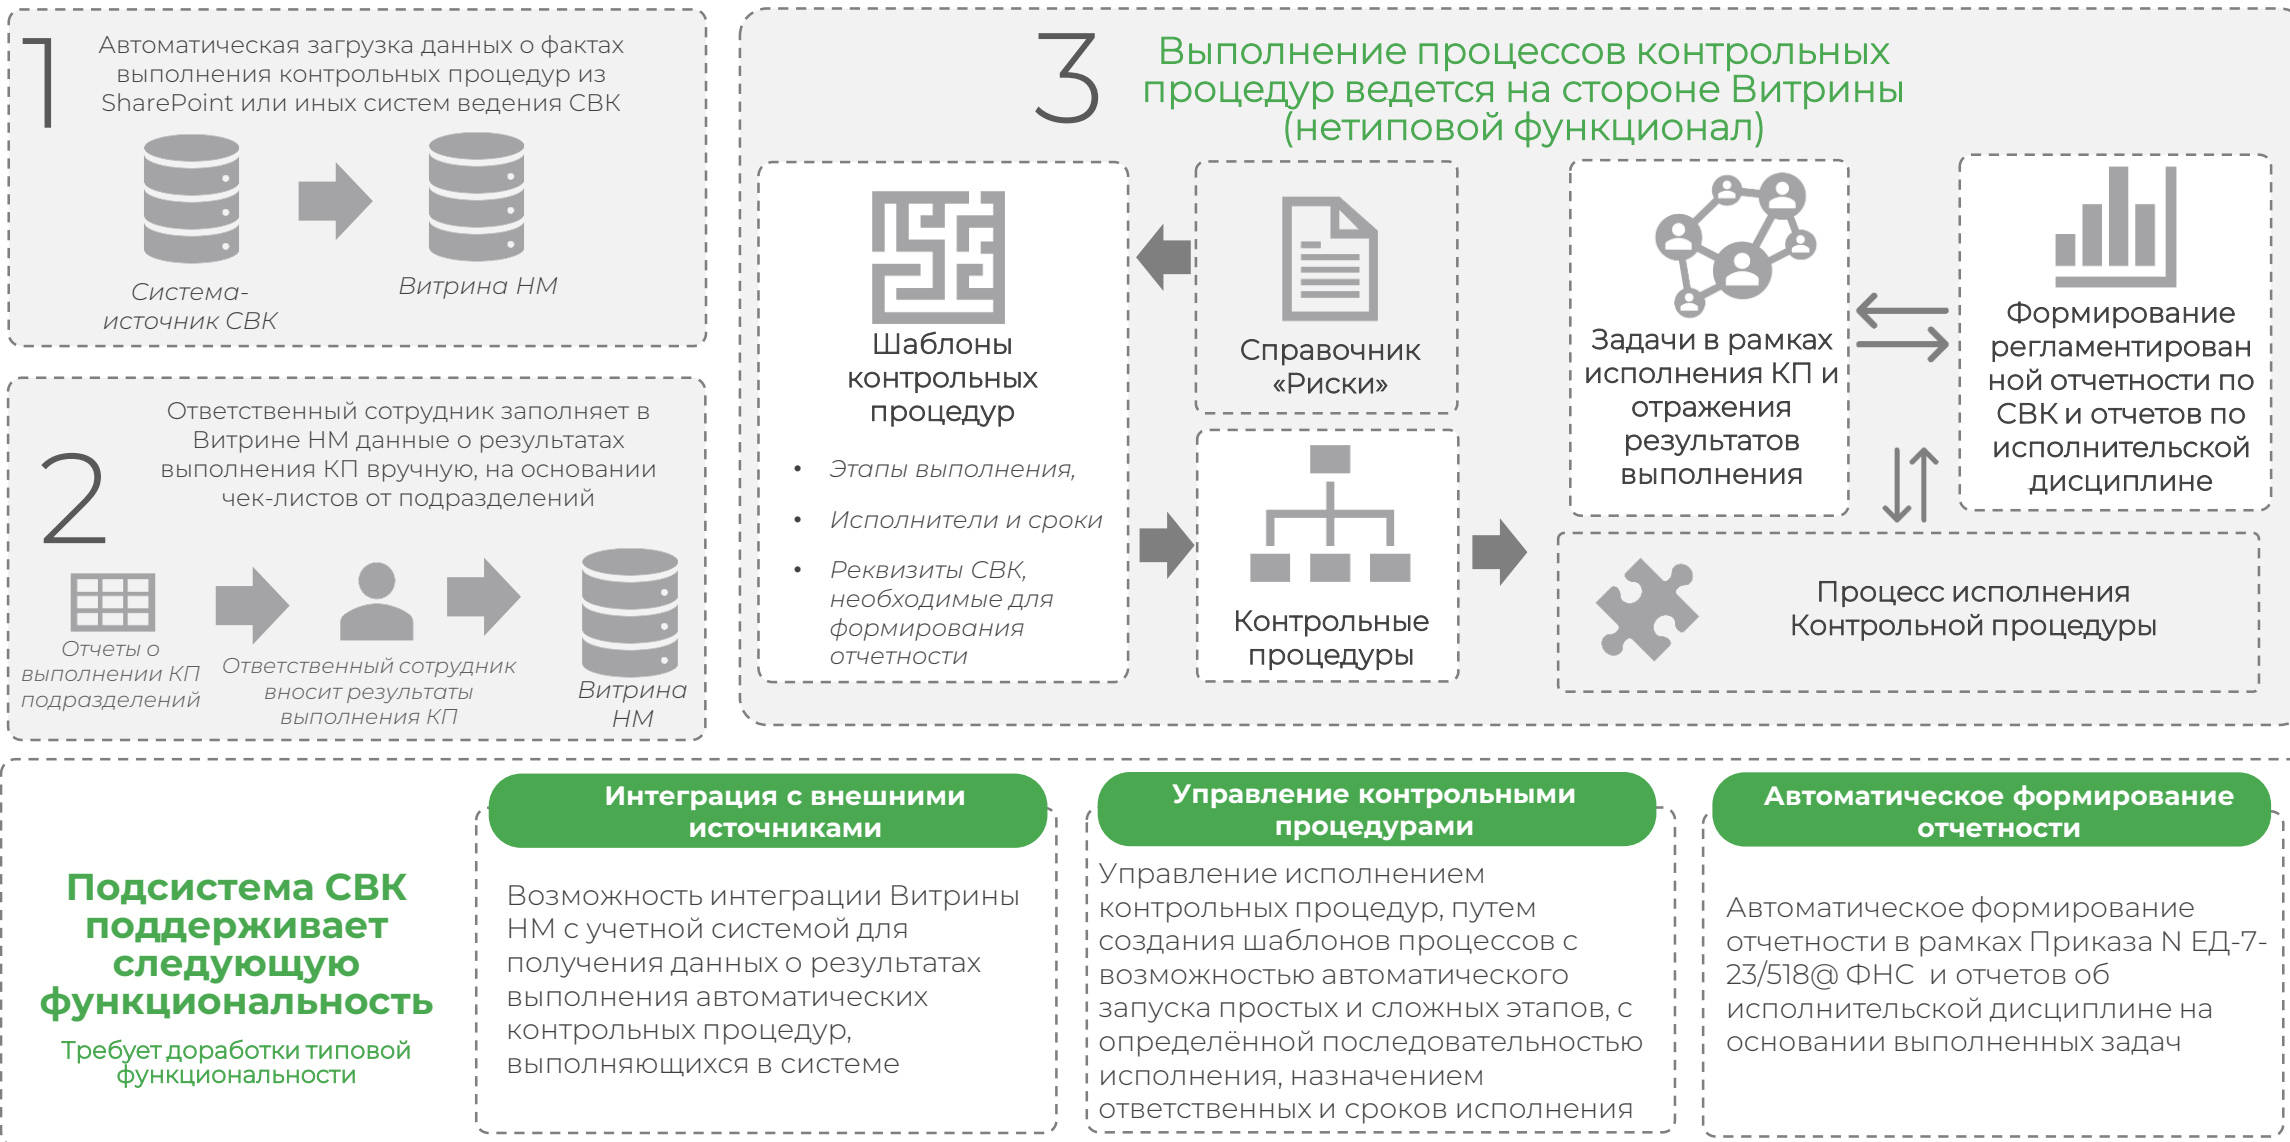 1
Автоматическая загрузка данных о фактах
выполнения контрольных процедур из
SharePoint или иных систем ведения СВК
Система-
источник СВК
Витрина НМ
2
Ответственный сотрудник заполняет в
Витрине НМ данные о результатах
выполнения КП вручную, на основании
чек-листов от подразделений
Отчеты о
выполнении КП
подразделений
Ответственный сотрудник
вносит результаты
выполнения КП
Витрина
НМ
3
Выполнение процессов контрольных
процедур ведется на стороне Витрины
(нетиповой функционал)
Шаблоны
контрольных
процедур
• Этапы выполнения,
• Исполнители и сроки
• Реквизиты СВК,
необходимые для
формирования
отчетности
Справочник
«Риски»
Контрольные
процедуры
Задачи в рамках
исполнения КП и
отражения
результатов
выполнения
Формирование
регламентирован
ной отчетности по
СВК и отчетов по
исполнительской
дисциплине
Процесс исполнения
Контрольной процедуры
Подсистема СВК
поддерживает
следующую
функциональность
Требует доработки типовой
функциональности
Интеграция с внешними
источниками
Возможность интеграции Витрины
НМ с учетной системой для
получения данных о результатах
выполнения автоматических
контрольных процедур,
выполняющихся в системе
Управление контрольными
процедурами
Управление исполнением
контрольных процедур, путем
создания шаблонов процессов с
возможностью автоматического
запуска простых и сложных этапов, с
определённой последовательностью
исполнения, назначением
ответственных и сроков исполнения
Автоматическое формирование
отчетности
Автоматическое формирование
отчетности в рамках Приказа N ЕД-7-
23/518@ ФНС  и отчетов об
исполнительской дисциплине на
основании выполненных задач